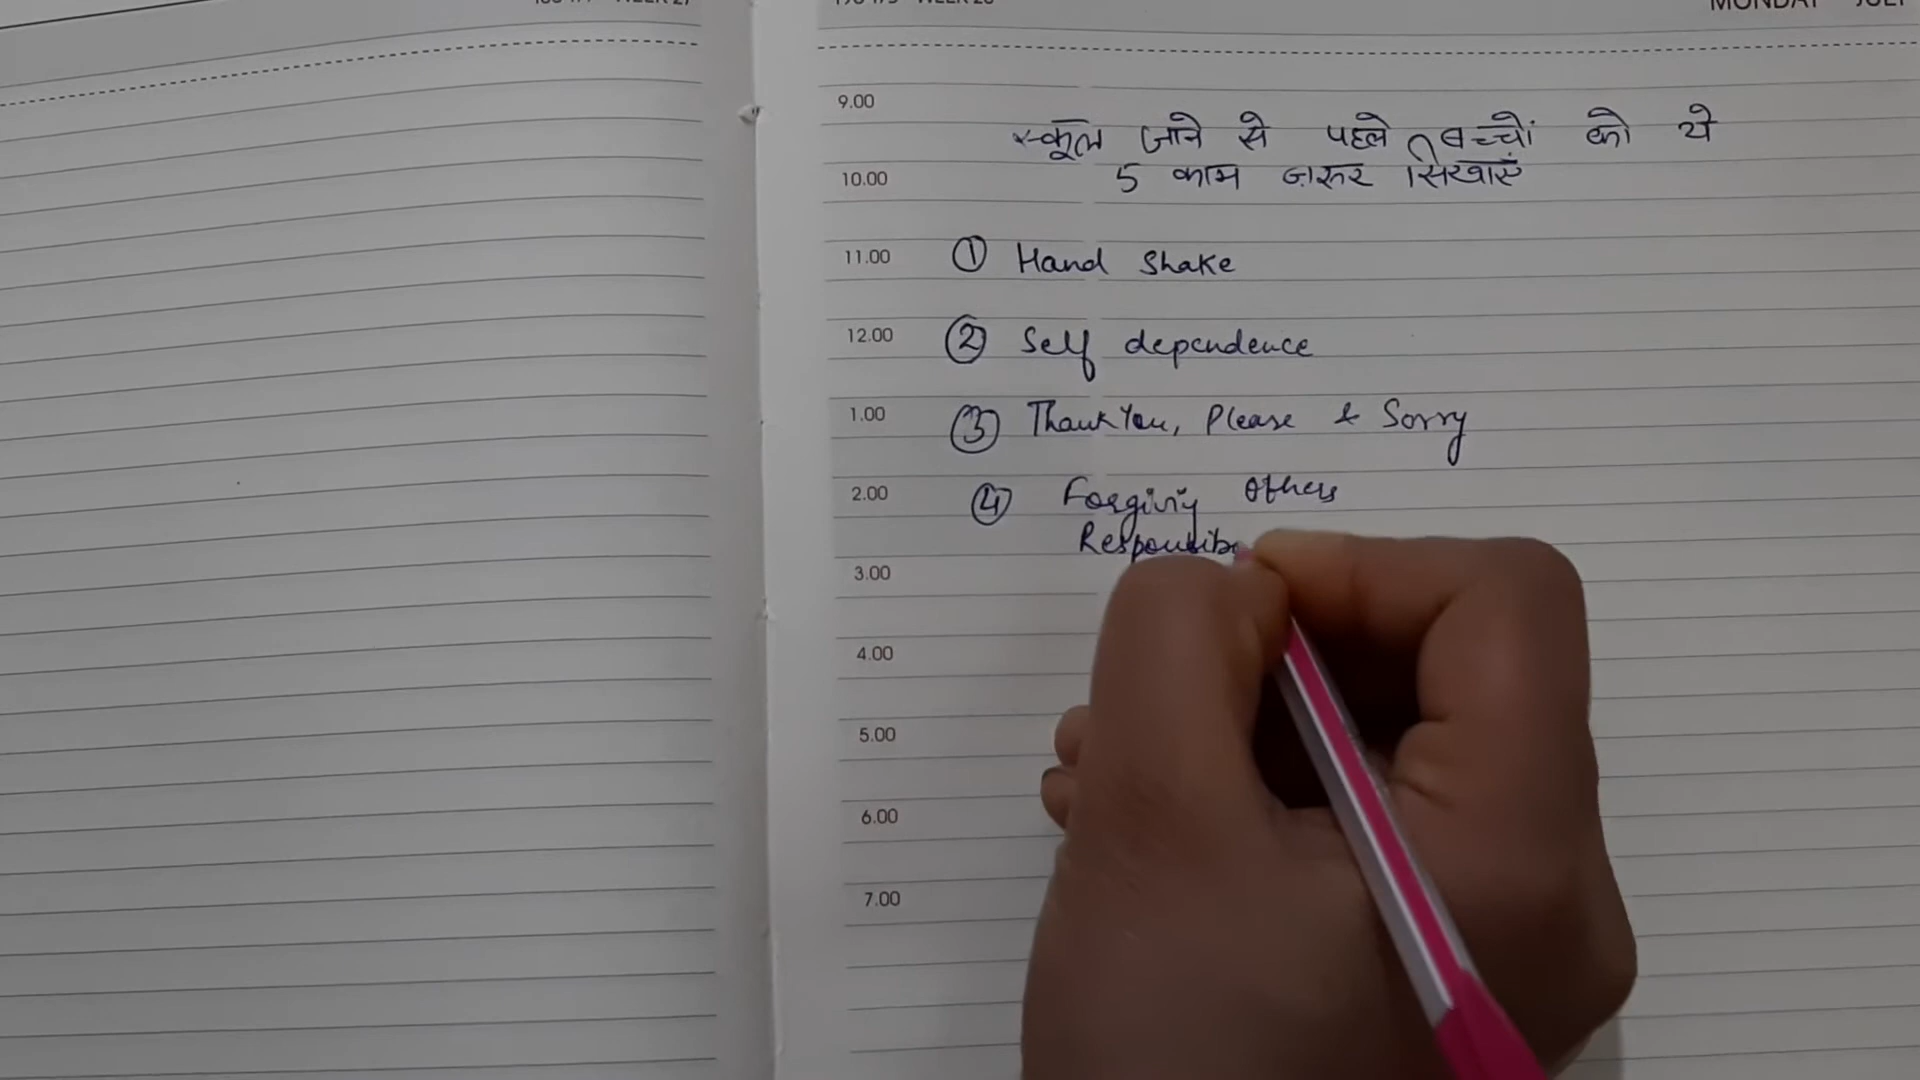 MONDAY
9.00
स्कूल जाने से पहले बच्चों को ये
10.00
5 काम ज़रूर सिखाएं
11.00
① Hand Shake
12.00
② Self dependence
1.00
③ Thank You, Please & Sorry
2.00
④ Forgiving Others
Responsib
3.00
4.00
5.00
6.00
7.00